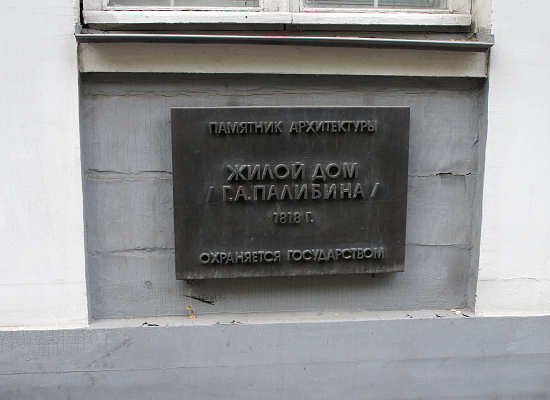 ПАМЯТНИК АРХИТЕКТУРЫ
ЖИЛОЙ ДОМ
/ Г.А.ПАЛИБИНА /
1818 г.
ОХРАНЯЕТСЯ ГОСУДАРСТВОМ